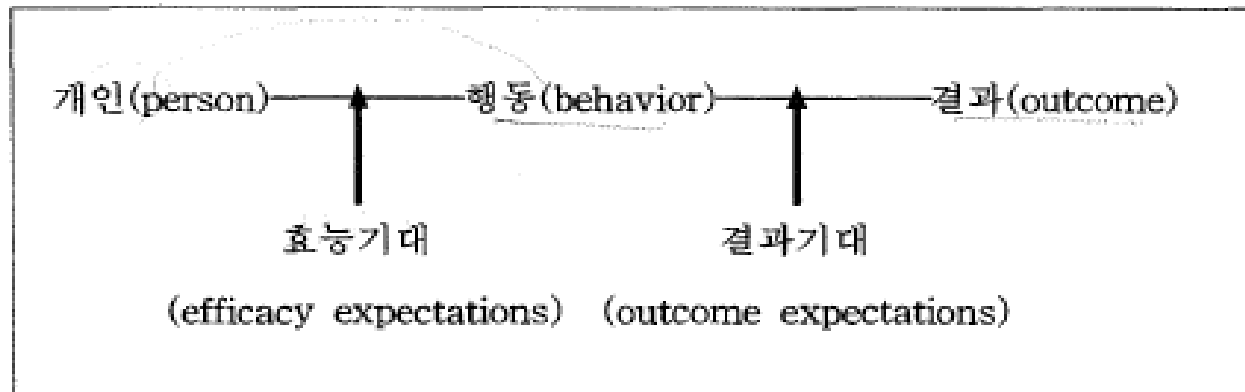 개인(person) 행동(behavior) 결과(outcome)
효능기대 결과기대
(efficacy expectations) (outcome expectations)